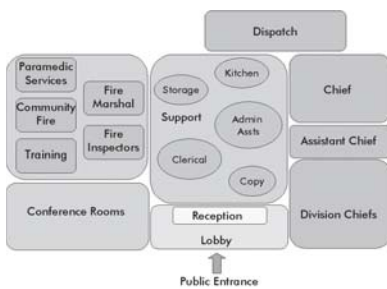 Dispatch
Paramedic
Services
Fire
Marshal
Community
Fire
Fire
Inspectors
Training
Kitchen
Storage
Support
Admin
Assts
Clerical
Copy
Chief
Assistant Chief
Division Chiefs
Conference Rooms
Reception
Lobby
Public Entrance